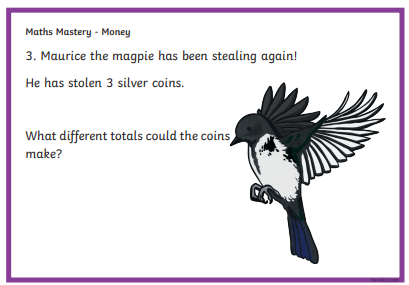 Maths Mastery - Money
3. Maurice the magpie has been stealing again!
He has stolen 3 silver coins.
What different totals could the coins
make?